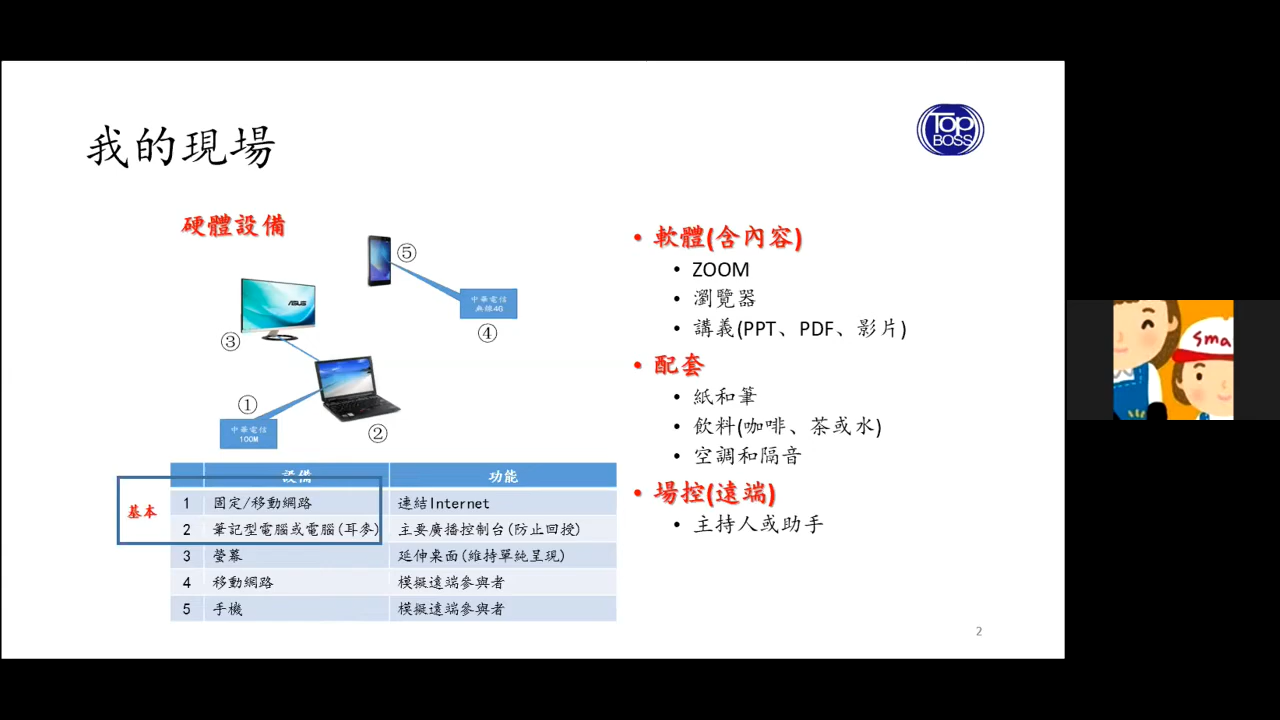 我的現場
Top
BOSS
硬體設備
⑤
中華電信
無線4G
④
ASUS
③
①
中華電信
100M
②
設備 功能
基本
1 固定/移動網路 連結Internet
2 筆記型電腦或電腦(耳麥) 主要廣播控制台(防止回授)
3 螢幕 延伸桌面(維持單純呈現)
4 移動網路 模擬遠端參與者
5 手機 模擬遠端參與者
• 軟體(含內容)
• ZOOM
• 瀏覽器
• 講義(PPT、PDF、影片)
• 配套
• 紙和筆
• 飲料(咖啡、茶或水)
• 空調和隔音
• 場控(遠端)
• 主持人或助手
2
sma